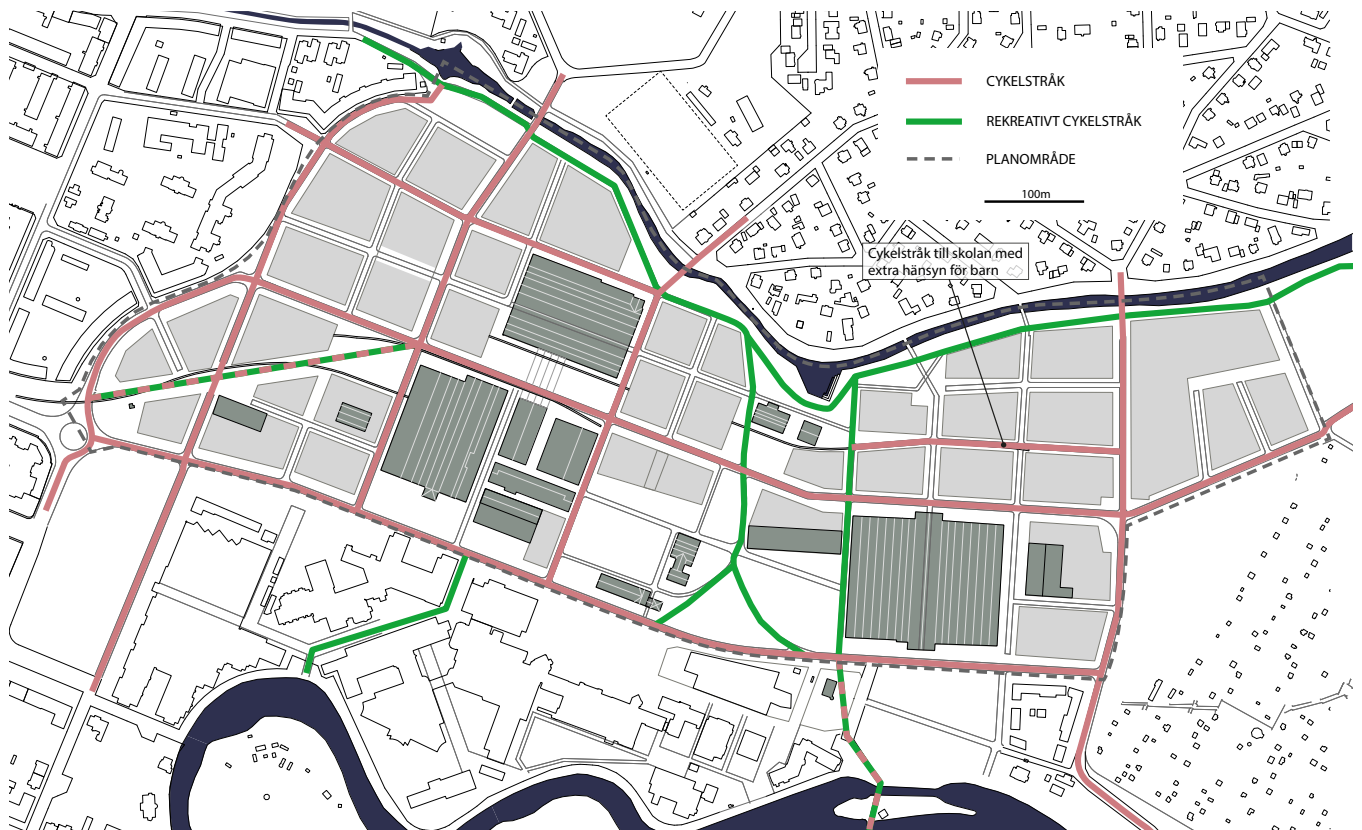 CYKELSTRÅK
REKREATIVT CYKELSTRÅK
PLANOMRÅDE
100m
Cykelstråk till skolan med
extra hänsyn för barn